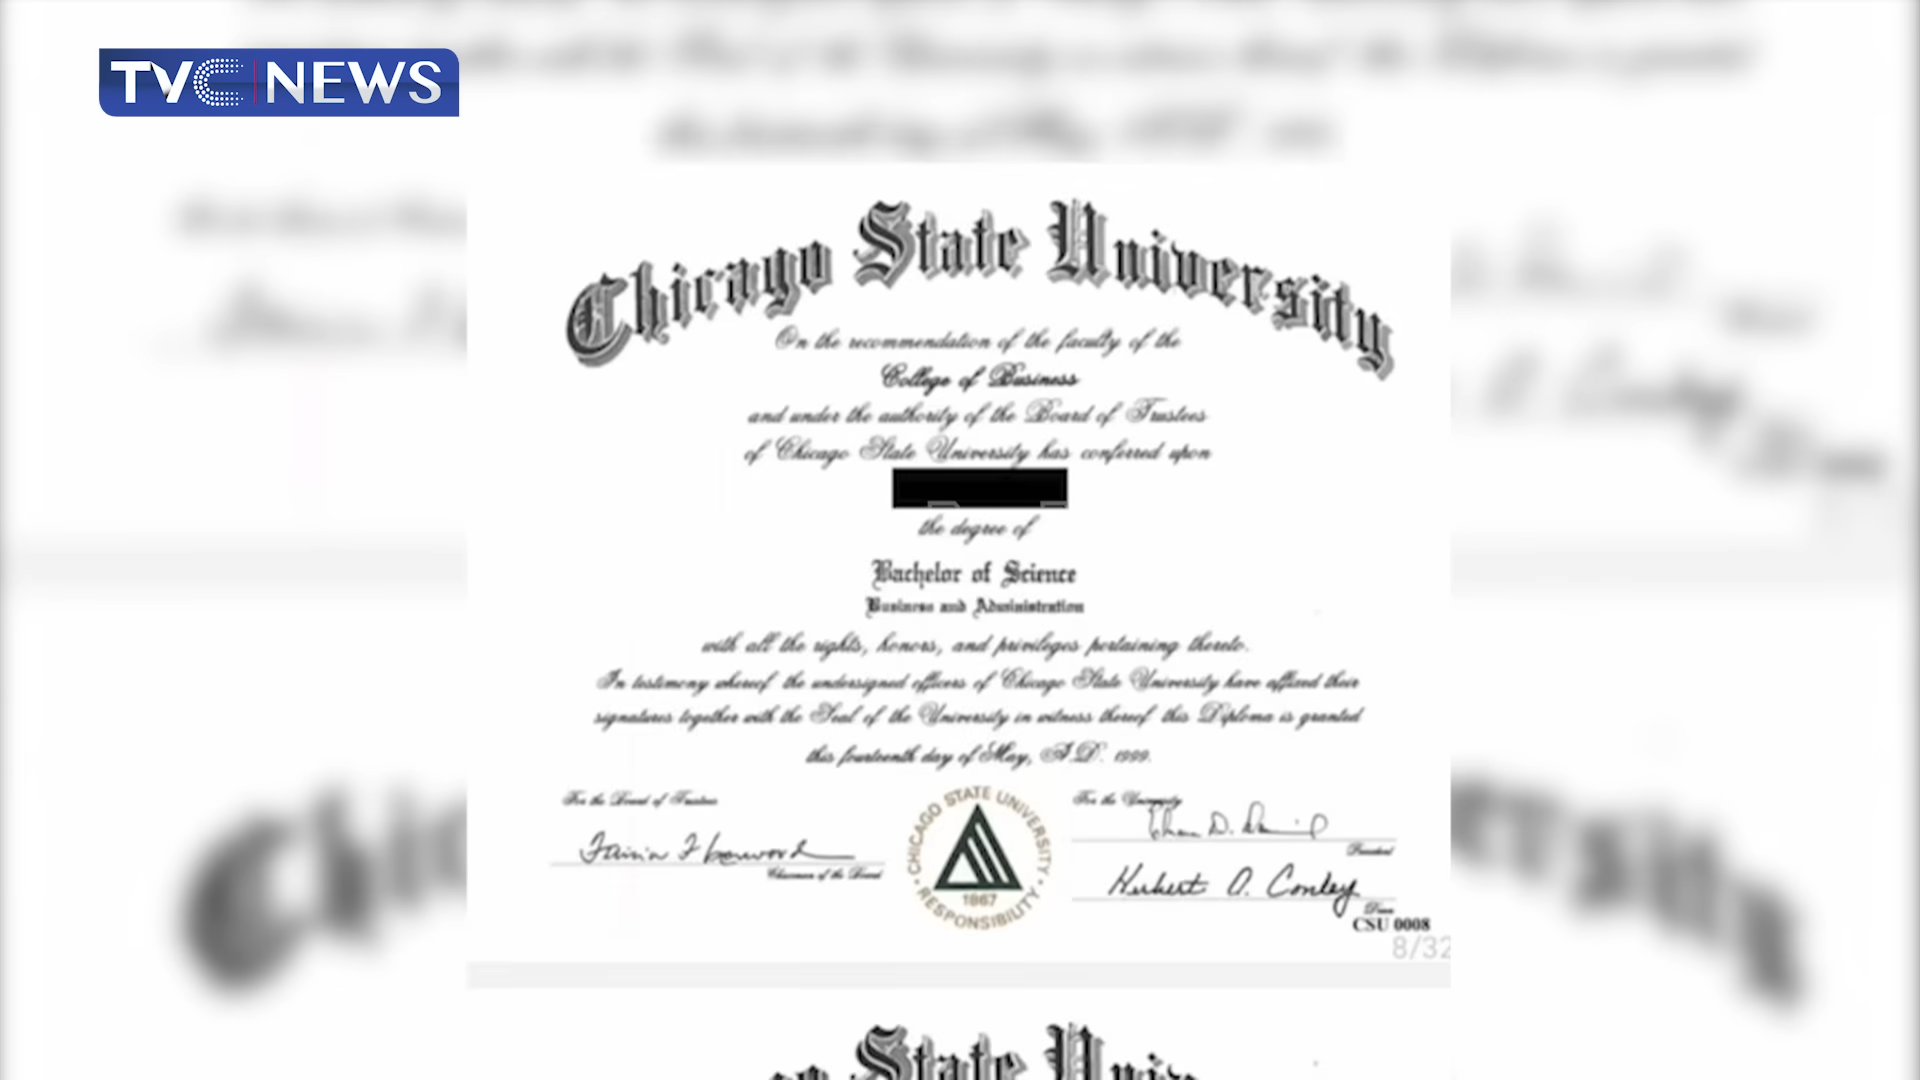 TVC NEWS
Chicago State University
On the recommendation of the faculty of the
College of Business
and under the authority of the Board of Trustees
of Chicago State University has conferred upon
the degree of
Bachelor of Science
Business and Administration
with all the rights, honors, and privileges pertaining thereto.
In testimony whereof the undersigned officers of Chicago State University have affixed their
signatures together with the Seal of the University in witness thereof this Diploma is granted
this fourteenth day of May, A.D. 1999.
For the Board of Trustees
Chairman of the Board
CHICAGO STATE UNIVERSITY
1867
RESPONSIBILITY
For the University
President
Herbert A. Conley
Dean
CSU 0008
8/32
State